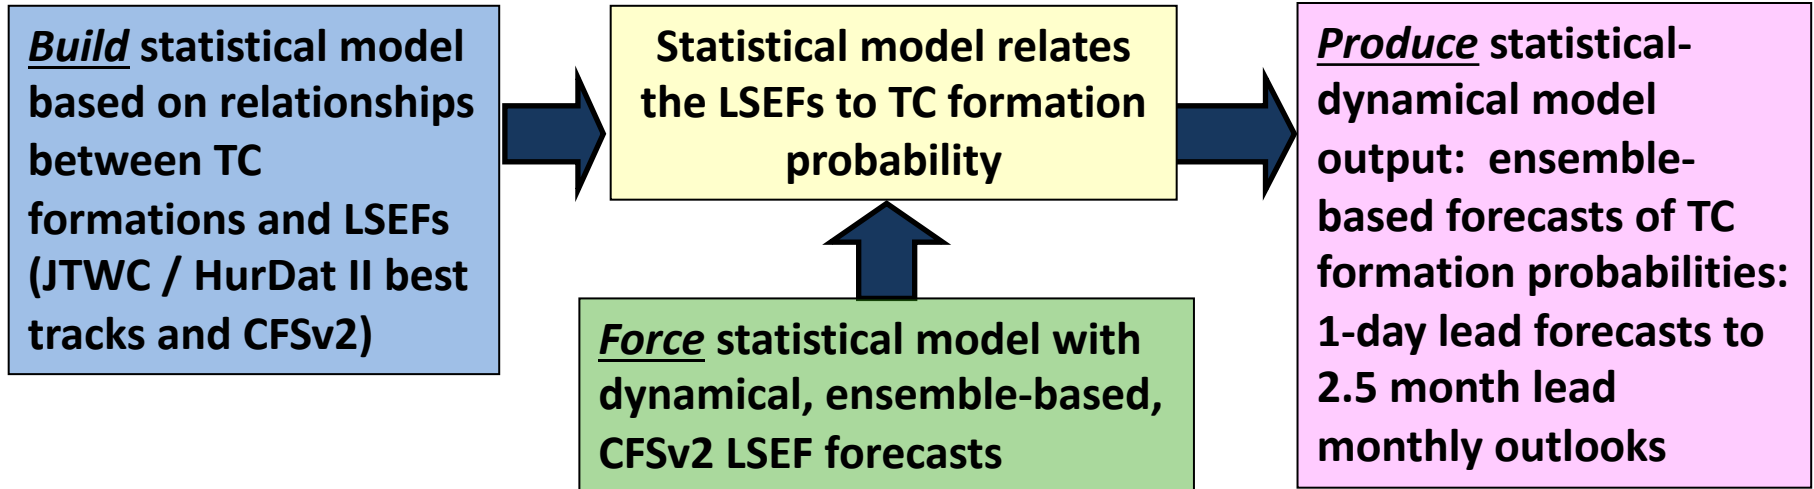 Build statistical model
based on relationships
between TC
formations and LSEFs
(JTWC / HurDat II best
tracks and CFSv2)
Statistical model relates
the LSEFs to TC formation
probability
Force statistical model with
dynamical, ensemble-based,
CFSv2 LSEF forecasts
Produce statistical-
dynamical model
output:  ensemble-
based forecasts of TC
formation probabilities:
1-day lead forecasts to
2.5 month lead
monthly outlooks